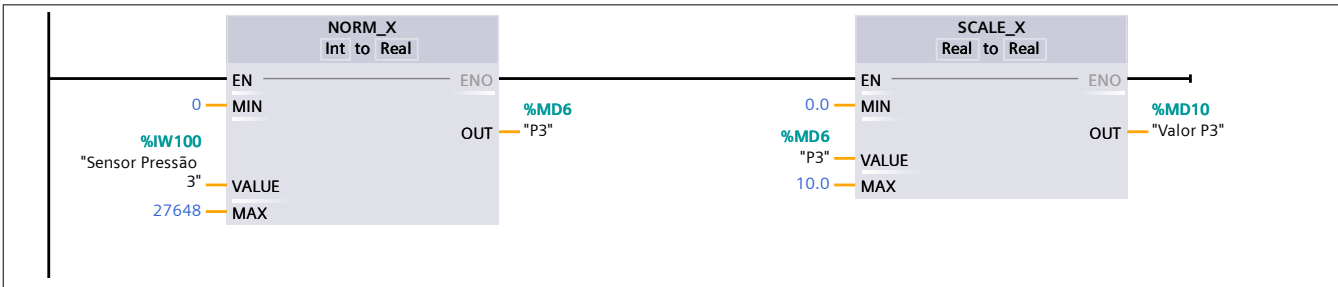 NORM_X
Int to Real
EN
ENO
0
MIN
%MD6
"P3"
OUT
%IW100
"Sensor Pressão
3"
VALUE
27648
MAX
SCALE_X
Real to Real
EN
ENO
0.0
MIN
%MD10
"Valor P3"
OUT
%MD6
"P3"
VALUE
10.0
MAX